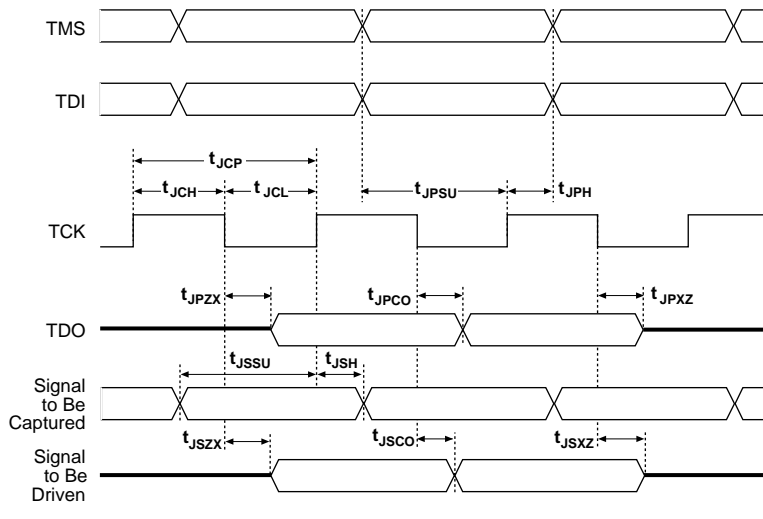 TMS
TDI
tJCP
tJCH
tJCL
tJPSU
tJPH
TCK
tJPZX
tJPCO
tJPXZ
TDO
tJSSU
tJSH
Signal
to Be
Captured
tJSZX
tJSCO
tJSXZ
Signal
to Be
Driven